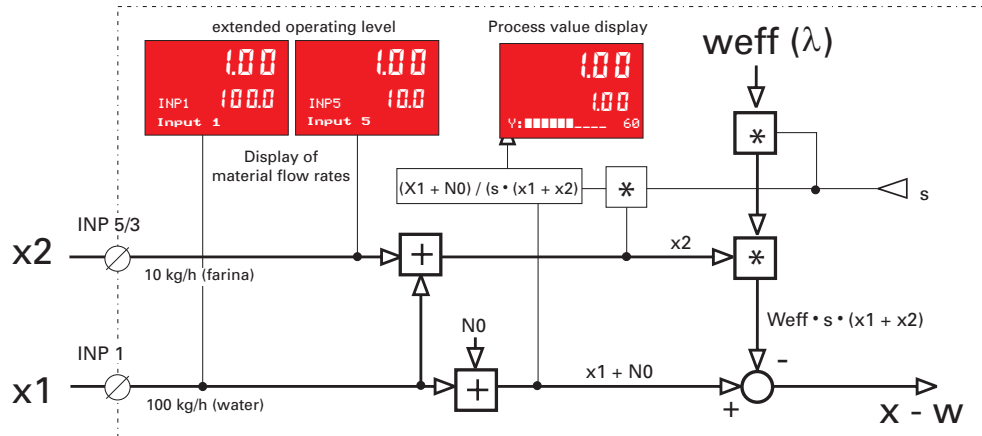 extended operating level
Process value display
weff (λ)
1.00
INP1 100.0
Input 1
1.00
INP5 10.0
Input 5
1.00
1.00
Y: 60
*
Display of
material flow rates
(X1 + N0) / (s • (x1 + x2)
*
s
INP 5/3
x2
10 kg/h (farina)
+
x2
*
N0
Weff • s • (x1 + x2)
INP 1
x1
100 kg/h (water)
+
x1 + N0
-
+
x - w